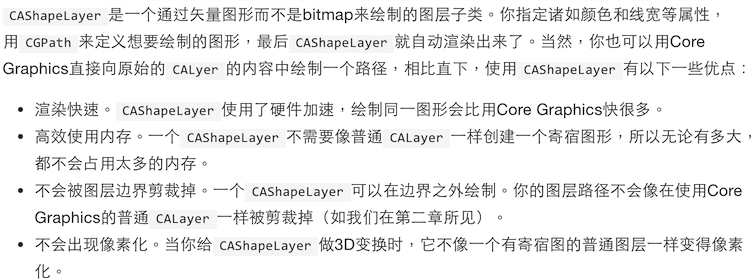 CAShapeLayer 是一个通过矢量图形而不是bitmap来绘制的图层子类。你指定诸如颜色和线宽等属性，
用 CGPath 来定义想要绘制的图形，最后 CAShapeLayer 就自动渲染出来了。当然，你也可以用Core
Graphics直接向原始的 CALyer 的内容中绘制一个路径，相比直下，使用 CAShapeLayer 有以下一些优点：
• 渲染快速。 CAShapeLayer 使用了硬件加速，绘制同一图形会比用Core Graphics快很多。
• 高效使用内存。一个 CAShapeLayer 不需要像普通 CALayer 一样创建一个寄宿图形，所以无论有多大，
都不会占用太多的内存。
• 不会被图层边界剪裁掉。一个 CAShapeLayer 可以在边界之外绘制。你的图层路径不会像在使用Core
Graphics的普通 CALayer 一样被剪裁掉（如我们在第二章所见）。
• 不会出现像素化。当你给 CAShapeLayer 做3D变换时，它不像一个有寄宿图的普通图层一样变得像素
化。